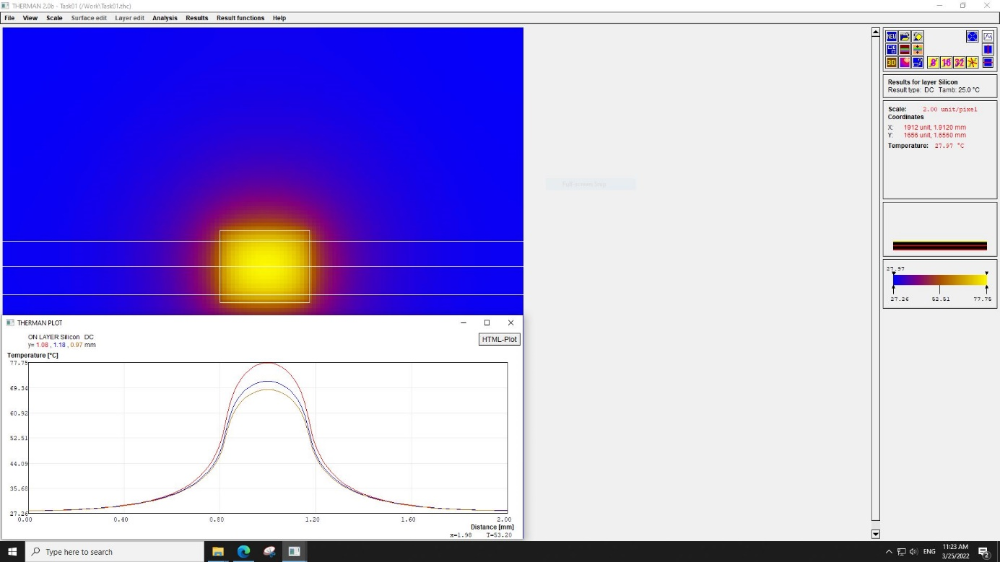 THERMAN 2.0b - Task01 (/Work\Task01.thc)
File View Scale Surface edit Layer edit Analysis Results Result functions Help
NEW
3D 8 16 32
Results for layer Silicon
Result type: DC Tamb: 25.0 °C
Scale: 2.00 unit/pixel
Coordinates
X: 1912 unit, 1.9120 mm
Y: 1656 unit, 1.6560 mm
Temperature: 27.97 °C
27.97
27.26 52.51 77.75
THERMAN PLOT
ON LAYER Silicon DC
y= 1.08 , 1.18 , 0.97 mm
HTML-Plot
Temperature [°C]
77.75
69.34
60.92
52.51
44.09
35.68
27.26
0.00 0.40 0.80 1.20 1.60 2.00
Distance [mm]
x=1.98 T=53.20
Type here to search
ENG
11:23 AM
3/25/2022
2